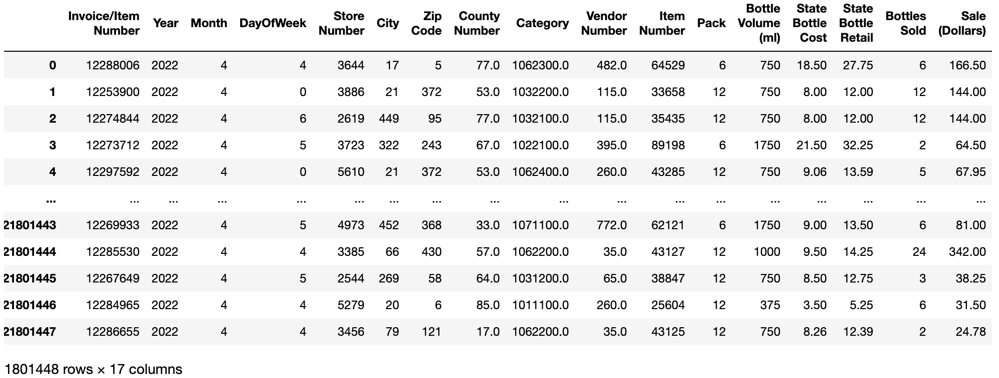 Invoice/Item Number Year Month DayOfWeek Store Number City Zip Code County Number Category Vendor Number Item Number Pack Bottle Volume (ml) State Bottle Cost State Bottle Retail Bottles Sold Sale (Dollars)
0 12288006 2022 4 4 3644 17 5 77.0 1062300.0 482.0 64529 6 750 18.50 27.75 6 166.50
1 12253900 2022 4 0 3886 21 372 53.0 1032200.0 115.0 33658 12 750 8.00 12.00 12 144.00
2 12274844 2022 4 6 2619 449 95 77.0 1032100.0 115.0 35435 12 750 8.00 12.00 12 144.00
3 12273712 2022 4 5 3723 322 243 67.0 1022100.0 395.0 89198 6 1750 21.50 32.25 2 64.50
4 12297592 2022 4 0 5610 21 372 53.0 1062400.0 260.0 43285 12 750 9.06 13.59 5 67.95
... ... ... ... ... ... ... ... ... ... ... ... ... ... ... ... ... ...
21801443 12269933 2022 4 5 4973 452 368 33.0 1071100.0 772.0 62121 6 1750 9.00 13.50 6 81.00
21801444 12285530 2022 4 4 3385 66 430 57.0 1062200.0 35.0 43127 12 1000 9.50 14.25 24 342.00
21801445 12267649 2022 4 5 2544 269 58 64.0 1031200.0 65.0 38847 12 750 8.50 12.75 3 38.25
21801446 12284965 2022 4 4 5279 20 6 85.0 1011100.0 260.0 25604 12 375 3.50 5.25 6 31.50
21801447 12286655 2022 4 4 3456 79 121 17.0 1062200.0 35.0 43125 12 750 8.26 12.39 2 24.78
1801448 rows × 17 columns